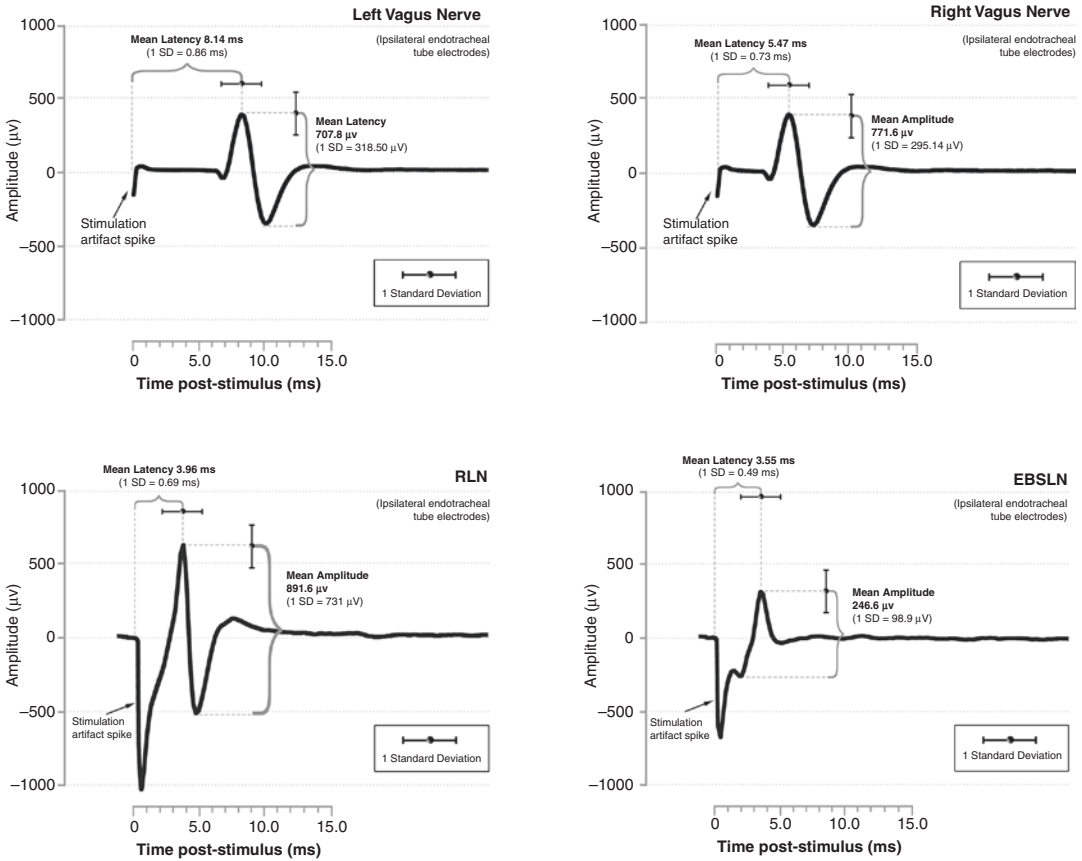 Left Vagus Nerve
Mean Latency 8.14 ms
(1 SD = 0.86 ms)
(Ipsilateral endotracheal
tube electrodes)
1000
500
0
–500
–1000
Amplitude (μv)
Mean Latency
707.8 μv
(1 SD = 318.50 μV)
Stimulation
artifact spike
1 Standard Deviation
0 5.0 10.0 15.0
Time post-stimulus (ms)
Right Vagus Nerve
Mean Latency 5.47 ms
(1 SD = 0.73 ms)
(Ipsilateral endotracheal
tube electrodes)
1000
500
0
–500
–1000
Amplitude (μv)
Mean Amplitude
771.6 μv
(1 SD = 295.14 μV)
Stimulation
artifact spike
1 Standard Deviation
0 5.0 10.0 15.0
Time post-stimulus (ms)
RLN
Mean Latency 3.96 ms
(1 SD = 0.69 ms)
(Ipsilateral endotracheal
tube electrodes)
1000
500
0
–500
–1000
Amplitude (μv)
Mean Amplitude
891.6 μv
(1 SD = 731 μV)
Stimulation
artifact spike
1 Standard Deviation
0 5.0 10.0 15.0
Time post-stimulus (ms)
EBSLN
Mean Latency 3.55 ms
(1 SD = 0.49 ms)
(Ipsilateral endotracheal
tube electrodes)
1000
500
0
–500
–1000
Amplitude (μv)
Mean Amplitude
246.6 μv
(1 SD = 98.9 μV)
Stimulation
artifact spike
1 Standard Deviation
0 5.0 10.0 15.0
Time post-stimulus (ms)